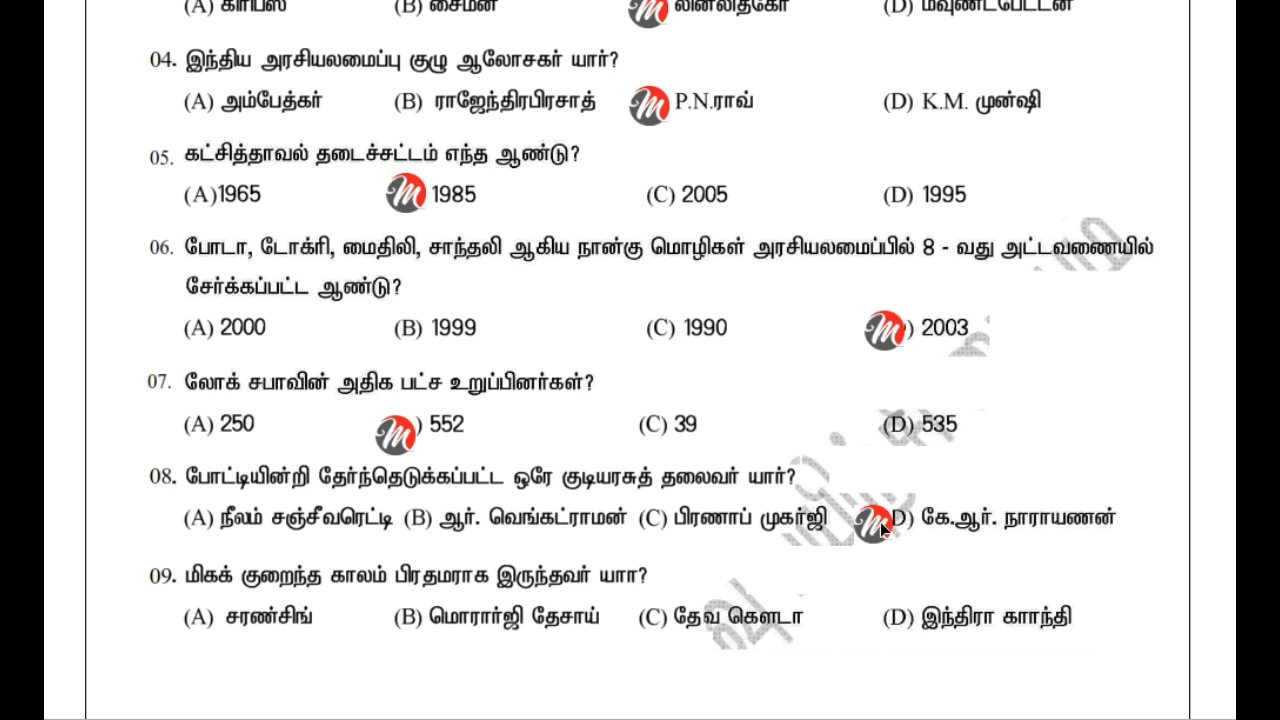 (A) கிரிப்ஸ் (B) சைமன் லின்லித்கோ (D) மவுண்ட்பேட்டன்
04. இந்திய அரசியலமைப்பு குழு ஆலோசகர் யார்?
(A) அம்பேத்கர் (B) ராஜேந்திரபிரசாத் P.N.ராவ் (D) K.M. முன்ஷி
05. கட்சித்தாவல் தடைச்சட்டம் எந்த ஆண்டு?
(A)1965 1985 (C) 2005 (D) 1995
06. போடா, டோக்ரி, மைதிலி, சாந்தலி ஆகிய நான்கு மொழிகள் அரசியலமைப்பில் 8 - வது அட்டவணையில்
சேர்க்கப்பட்ட ஆண்டு?
(A) 2000 (B) 1999 (C) 1990 ) 2003
07. லோக் சபாவின் அதிக பட்ச உறுப்பினர்கள்?
(A) 250 ) 552 (C) 39 (D) 535
08. போட்டியின்றி தேர்ந்தெடுக்கப்பட்ட ஒரே குடியரசுத் தலைவர் யார்?
(A) நீலம் சஞ்சீவரெட்டி (B) ஆர். வெங்கட்ராமன் (C) பிரணாப் முகர்ஜி D) கே.ஆர். நாராயணன்
09. மிகக் குறைந்த காலம் பிரதமராக இருந்தவர் யாா?
(A) சரண்சிங் (B) மொரார்ஜி தேசாய் (C) தேவ கௌடா (D) இந்திரா காாந்தி